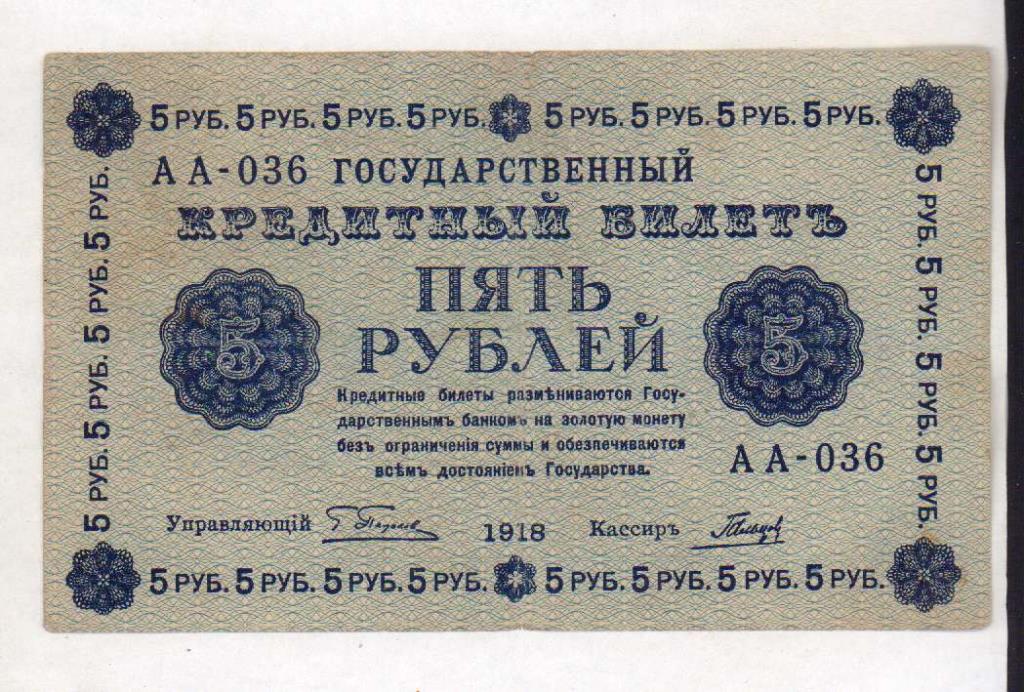 5 РУБ. 5 РУБ. 5 РУБ. 5 РУБ. 5 РУБ. 5 РУБ. 5 РУБ. 5 РУБ.
АА-036 ГОСУДАРСТВЕННЫЙ
КРЕДИТНЫЙ БИЛЕТЪ
5 РУБ. 5 РУБ. 5 РУБ. 5 РУБ.
5 ПЯТЬ 5
РУБЛЕЙ
Кредитные билеты размѣниваются Госу-
дарственнымъ банкомъ на золотую монету
безъ ограниченія суммы и обезпечиваются
всѣмъ достояніемъ Государства.
АА-036
5 РУБ. 5 РУБ. 5 РУБ. 5 РУБ.
Управляющій 1918 Кассиръ
5 РУБ. 5 РУБ. 5 РУБ. 5 РУБ. 5 РУБ. 5 РУБ. 5 РУБ. 5 РУБ.